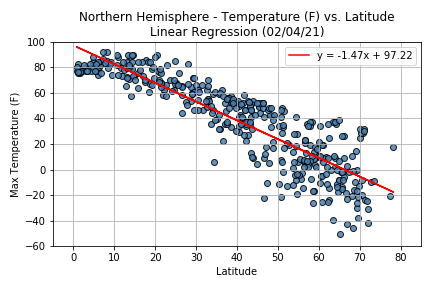 Northern Hemisphere - Temperature (F) vs. Latitude
Linear Regression (02/04/21)
y = -1.47x + 97.22
Max Temperature (F)
100
80
60
40
20
0
−20
−40
−60
0 10 20 30 40 50 60 70 80
Latitude